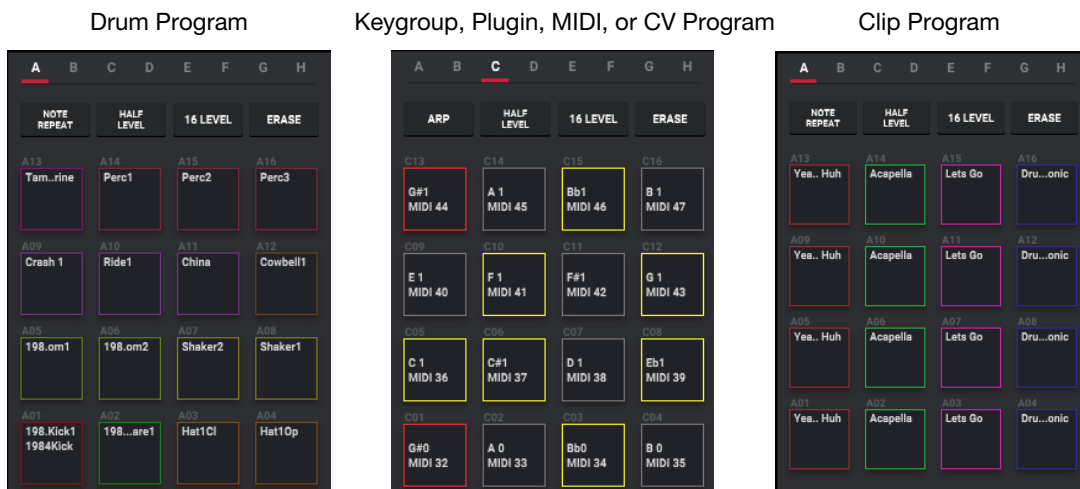 Drum Program
A B C D E F G H
NOTE
REPEAT
HALF
LEVEL
16 LEVEL
ERASE
A13 A14 A15 A16
Tam..rine Perc1 Perc2 Perc3
A09 A10 A11 A12
Crash 1 Ride1 China Cowbell1
A05 A06 A07 A08
198.om1 198.om2 Shaker2 Shaker1
A01 A02 A03 A04
198.Kick1 198...are1 Hat1Cl Hat1Op
1984Kick
Keygroup, Plugin, MIDI, or CV Program
A B C D E F G H
ARP
HALF
LEVEL
16 LEVEL
ERASE
C13 C14 C15 C16
G#1 A 1 Bb1 B 1
MIDI 44 MIDI 45 MIDI 46 MIDI 47
C09 C10 C11 C12
E 1 F 1 F#1 G 1
MIDI 40 MIDI 41 MIDI 42 MIDI 43
C05 C06 C07 C08
C 1 C#1 D 1 Eb1
MIDI 36 MIDI 37 MIDI 38 MIDI 39
C01 C02 C03 C04
G#0 A 0 Bb0 B 0
MIDI 32 MIDI 33 MIDI 34 MIDI 35
Clip Program
A B C D E F G H
NOTE
REPEAT
HALF
LEVEL
16 LEVEL
ERASE
A13 A14 A15 A16
Yea.. Huh Acapella Lets Go Dru...onic
A09 A10 A11 A12
Yea.. Huh Acapella Lets Go Dru...onic
A05 A06 A07 A08
Yea.. Huh Acapella Lets Go Dru...onic
A01 A02 A03 A04
Yea.. Huh Acapella Lets Go Dru...onic